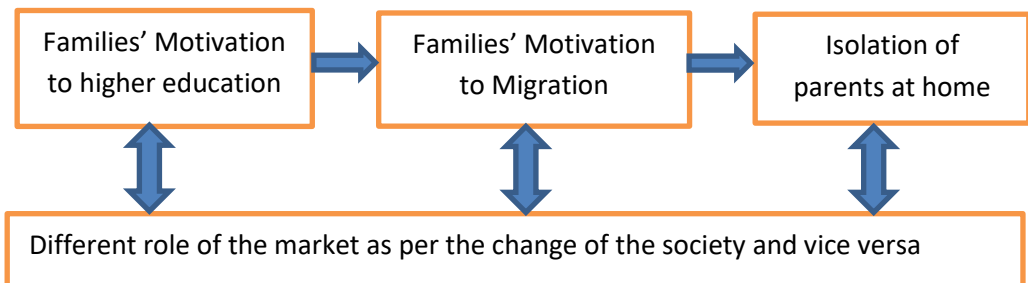 Families’ Motivation
to higher education
Families’ Motivation
to Migration
Isolation of
parents at home
Different role of the market as per the change of the society and vice versa